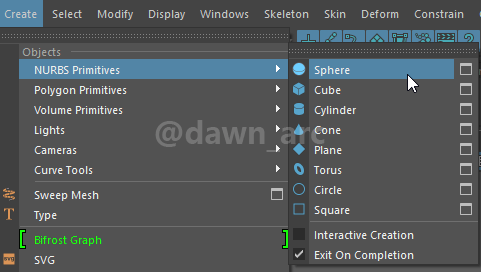 Create Select Modify Display Windows Skeleton Skin Deform Constrain
Objects
NURBS Primitives
Polygon Primitives
Volume Primitives
Lights
Cameras
Curve Tools
Sweep Mesh
Type
Bifrost Graph
SVG
Sphere
Cube
Cylinder
Cone
Plane
Torus
Circle
Square
Interactive Creation
Exit On Completion
@dawn_arc